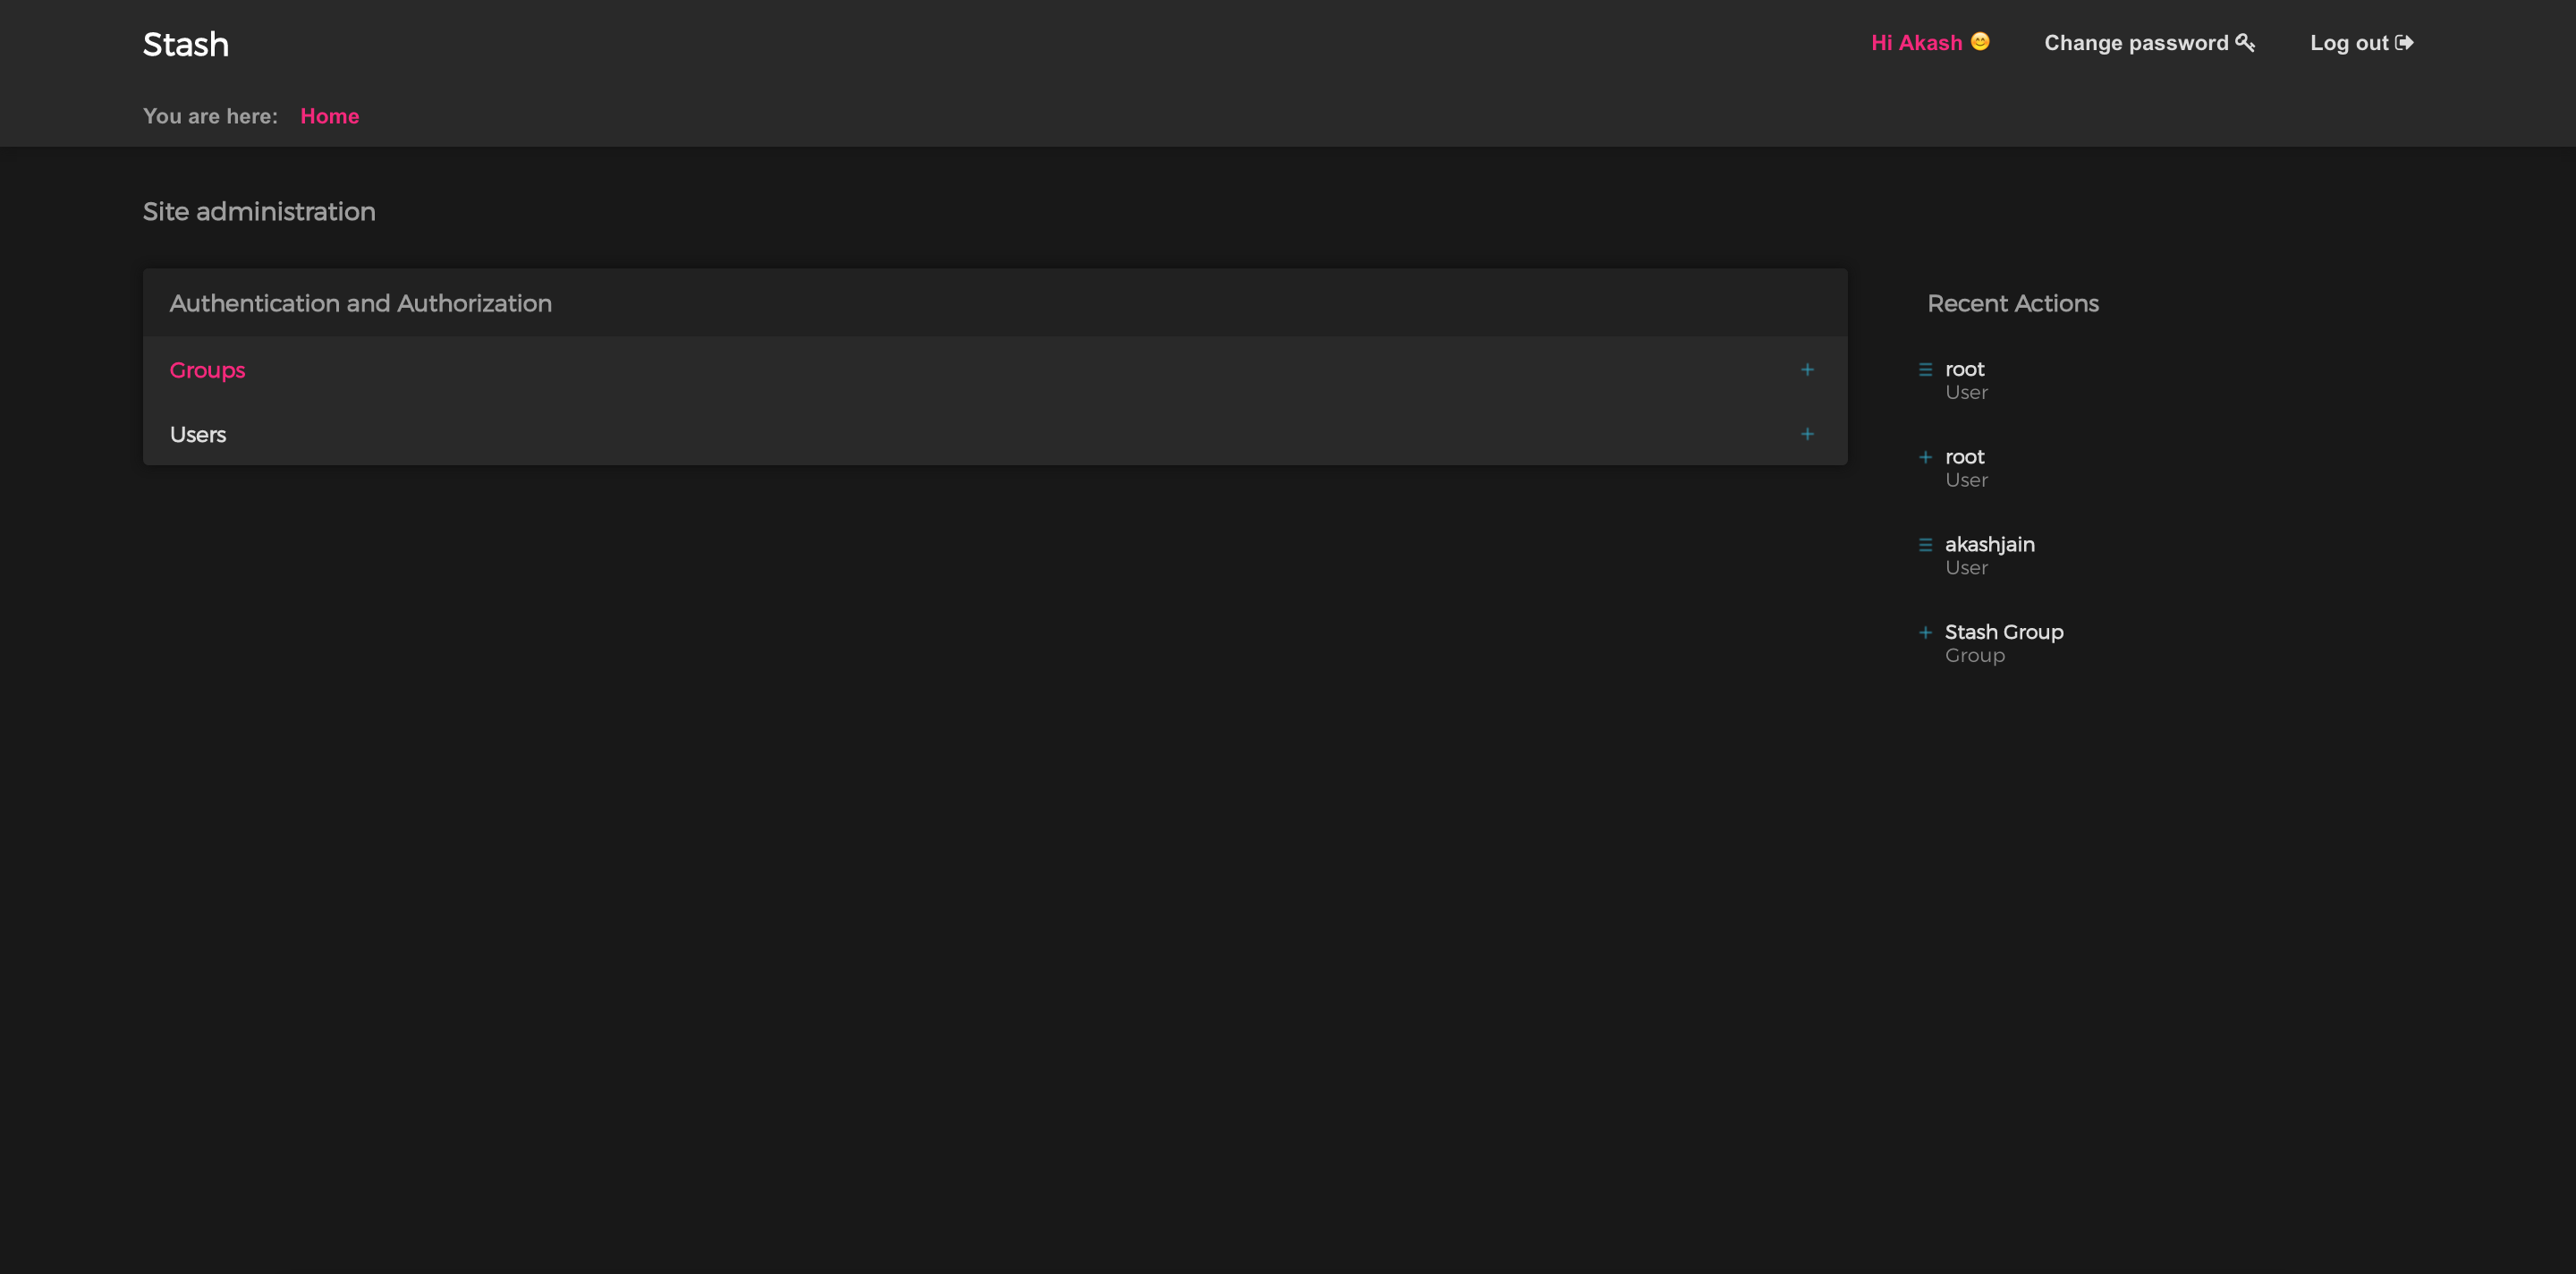 Stash
Hi Akash 😊 Change password Log out
You are here: Home
Site administration
Authentication and Authorization
Groups
Users
Recent Actions
root
User
root
User
akashjain
User
Stash Group
Group